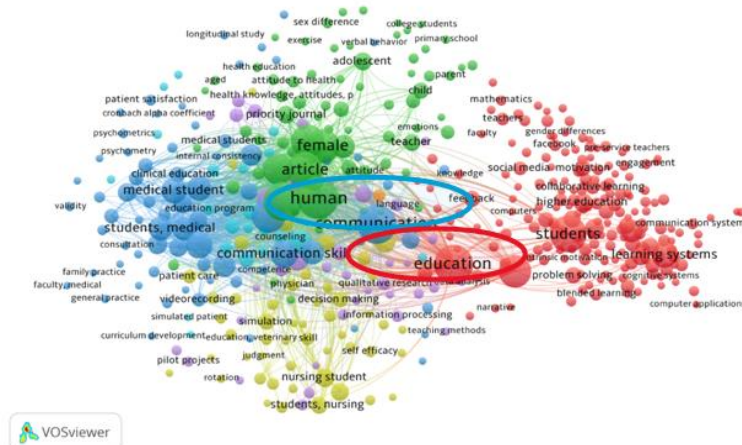 sex difference
college students
longitudinal study
exercise
verbal behavior
primary school
adolescent
health education
aged
attitude to health
parent
health knowledge, attitudes, p
child
mathematics
patient satisfaction
cronbach alpha coefficient
priority journal
teachers
psychometrics
medical students
emotions
faculty
gender differences
teacher
facebook
pre-service teachers
psychometry
internal consistency
female
social media
motivation
engagement
clinical education
article
attitude
knowledge
collaborative learning
medical student
higher education
validity
education program
human
language
feedback
computers
communication
communication system
students, medical
counseling
students
consultation
communication skil
intrinsic motivation
learning systems
family practice
competence
education
problem solving
cognitive systems
faculty, medical
patient care
physician
qualitative research
analysis
general practice
videorecording
decision making
blended learning
simulated patient
narrative
computer application
simulation
information processing
curriculum development
education, veterinary
skill
teaching methods
judgment
self efficacy
pilot projects
rotation
nursing student
students, nursing
VOSviewer